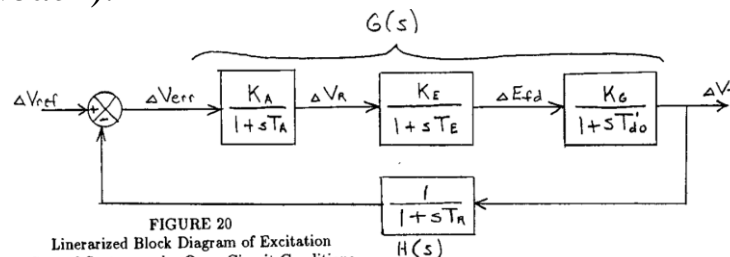 G(s)
ΔVref + - ΔVerr K_A / 1+sT_A ΔV_R K_E / 1+sT_E ΔEfd K_G / 1+sT'do
1 / 1+sT_R
H(s)
FIGURE 20
Linerarized Block Diagram of Excitation